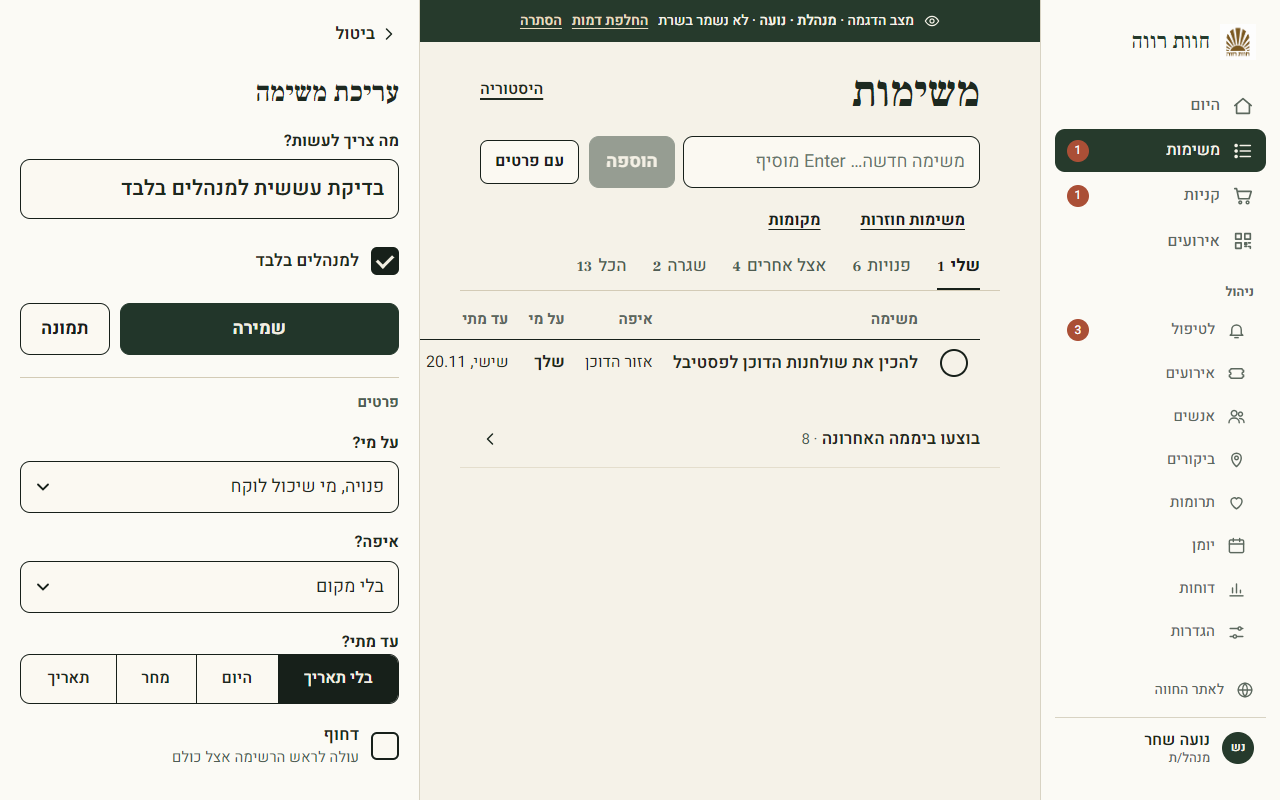 חוות רווה
היום
משימות 1
קניות 1
אירועים
ניהול
לטיפול 3
אירועים
אנשים
ביקורים
תרומות
יומן
דוחות
הגדרות
לאתר החווה
נש
נועה שחר
מנהל/ת
מצב הדגמה · מנהלת · נועה · לא נשמר בשרת החלפת דמות הסתרה
משימות
היסטוריה
משימה חדשה... Enter מוסיף
הוספה
עם פרטים
משימות חוזרות
מקומות
שלי 1 פנויות 6 אצל אחרים 4 שגרה 2 הכל 13
משימה איפה על מי עד מתי
להכין את שולחנות הדוכן לפסטיבל אזור הדוכן שלך שישי, 20.11
בוצעו ביממה האחרונה · 8
ביטול
עריכת משימה
מה צריך לעשות?
בדיקת עששית למנהלים בלבד
למנהלים בלבד
שמירה
תמונה
פרטים
על מי?
פנויה, מי שיכול לוקח
איפה?
בלי מקום
עד מתי?
בלי תאריך היום מחר תאריך
דחוף
עולה לראש הרשימה אצל כולם